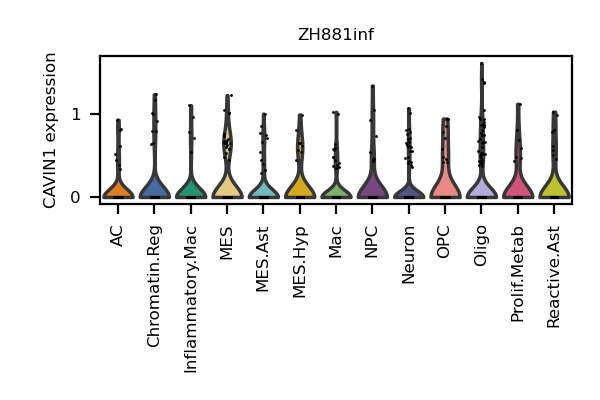 ZH881inf
CAVIN1 expression
1
0
AC
Chromatin.Reg
Inflammatory.Mac
MES
MES.Ast
MES.Hyp
Mac
NPC
Neuron
OPC
Oligo
Prolif.Metab
Reactive.Ast